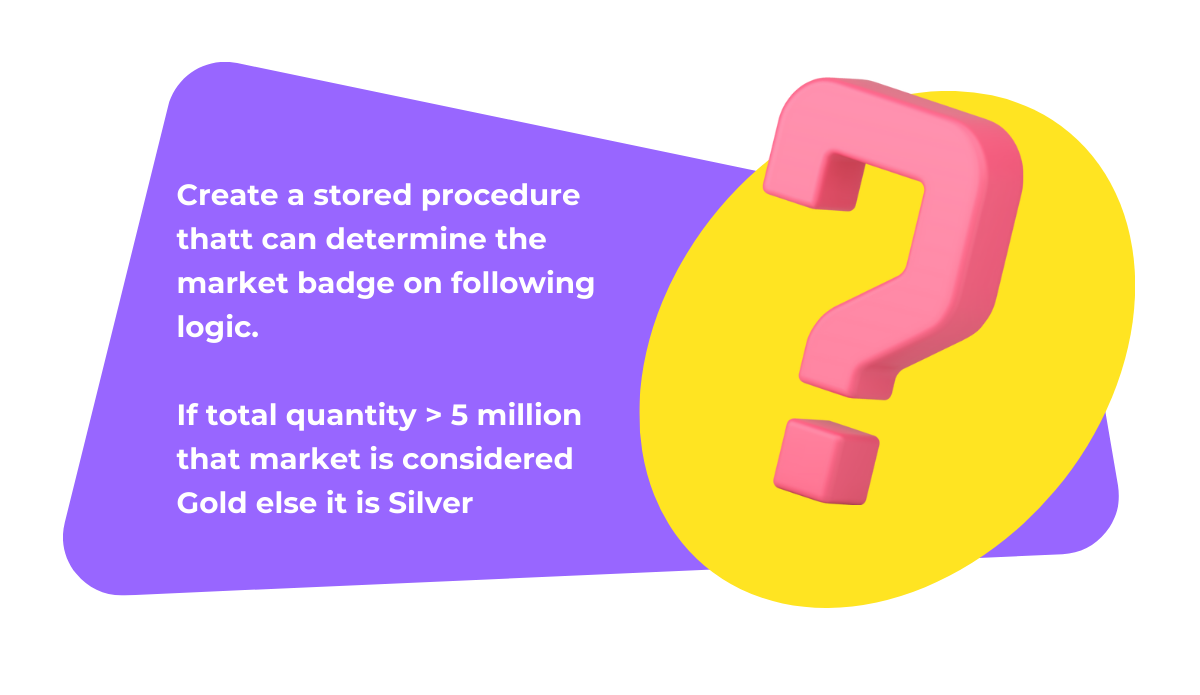 Create a stored procedure
thatt can determine the
market badge on following
logic.
If total quantity > 5 million
that market is considered
Gold else it is Silver